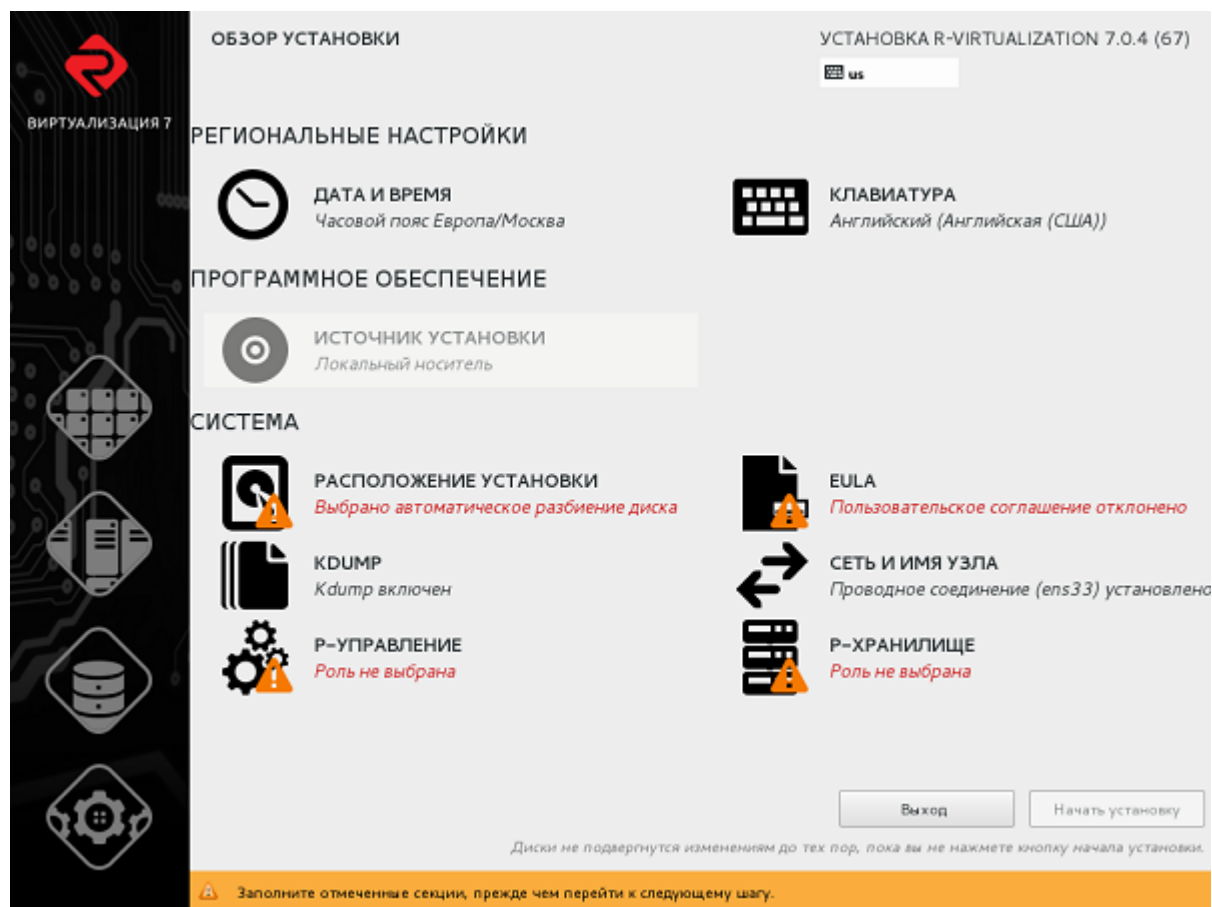 ОБЗОР УСТАНОВКИ
УСТАНОВКА R-VIRTUALIZATION 7.0.4 (67)
us
ВИРТУАЛИЗАЦИЯ 7
РЕГИОНАЛЬНЫЕ НАСТРОЙКИ
ДАТА И ВРЕМЯ
Часовой пояс Европа/Москва
КЛАВИАТУРА
Английский (Английская (США))
ПРОГРАММНОЕ ОБЕСПЕЧЕНИЕ
ИСТОЧНИК УСТАНОВКИ
Локальный носитель
СИСТЕМА
РАСПОЛОЖЕНИЕ УСТАНОВКИ
Выбрано автоматическое разбиение диска
EULA
Пользовательское соглашение отклонено
KDUMP
Kdump включен
СЕТЬ И ИМЯ УЗЛА
Проводное соединение (ens33) установлено
Р-УПРАВЛЕНИЕ
Роль не выбрана
Р-ХРАНИЛИЩЕ
Роль не выбрана
Выход
Начать установку
Диски не подвергнутся изменениям до тех пор, пока вы не нажмете кнопку начала установки.
Заполните отмеченные секции, прежде чем перейти к следующему шагу.